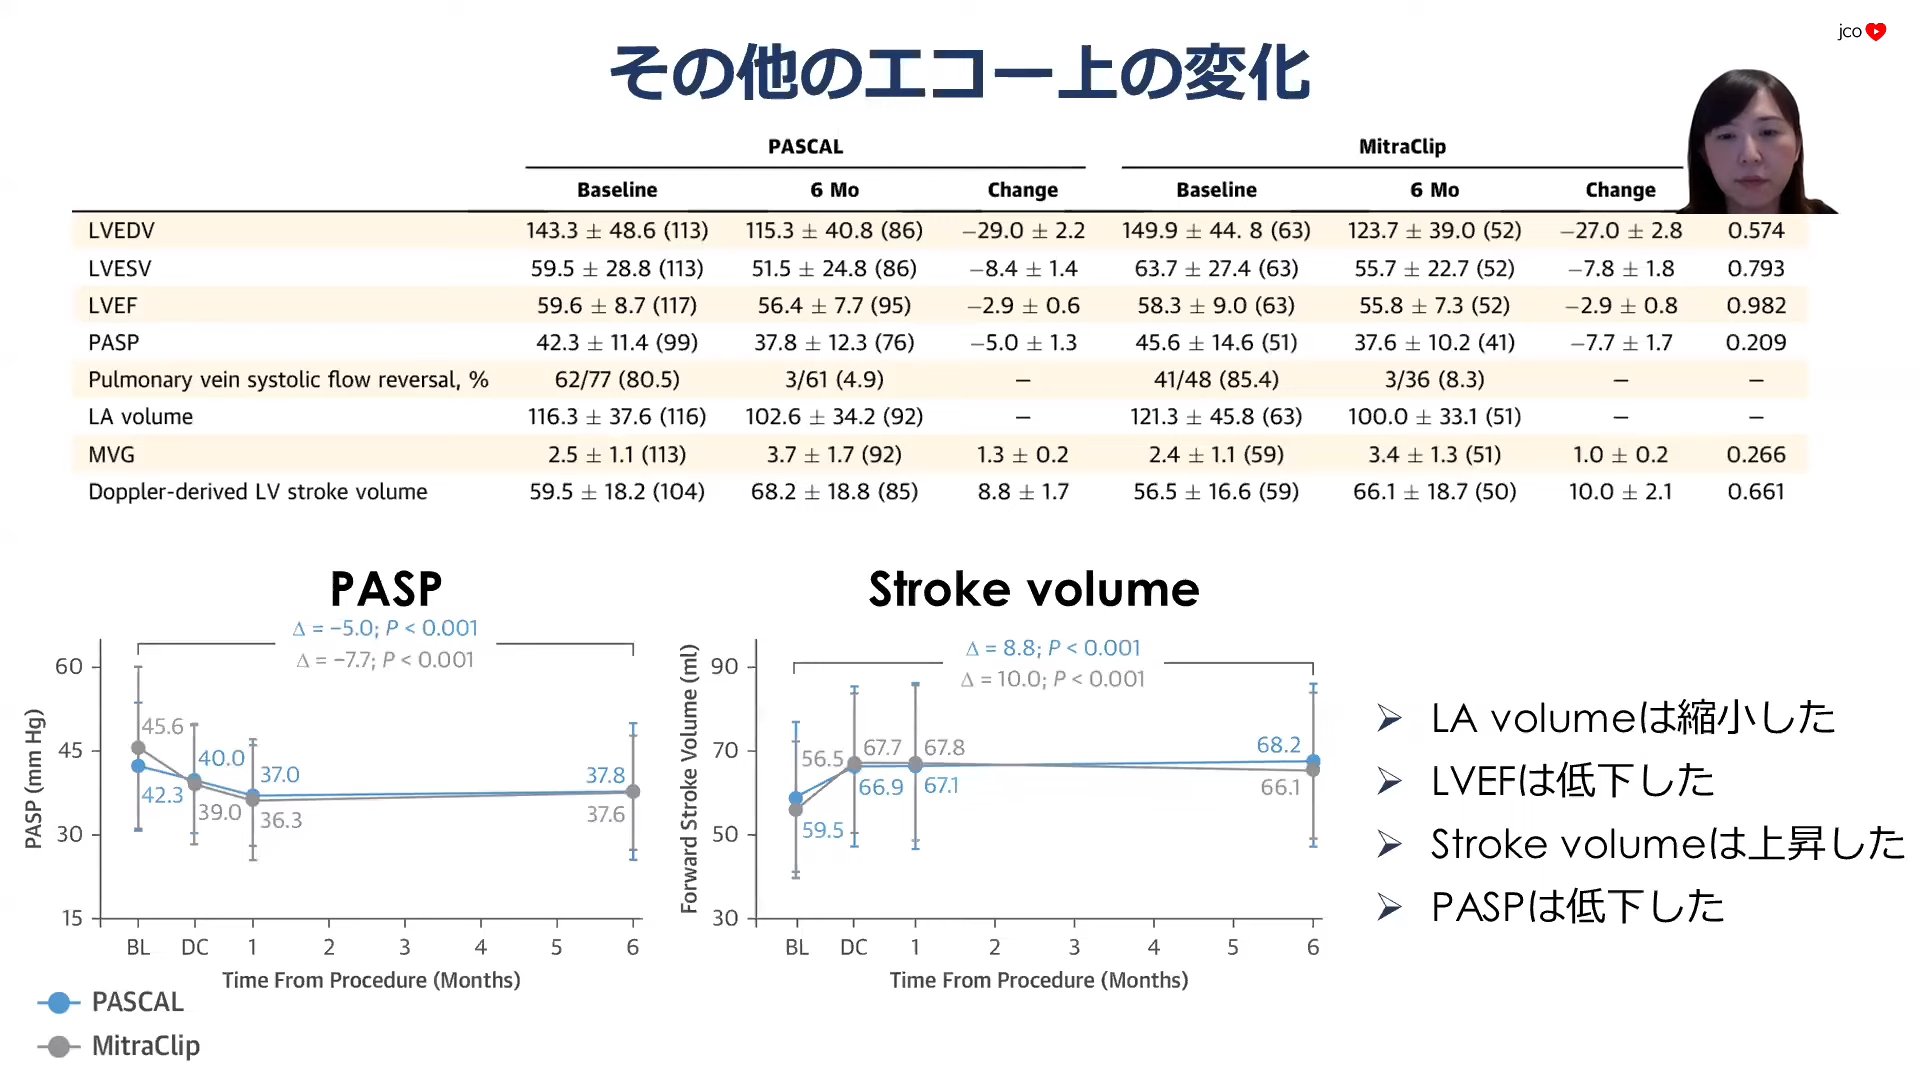 jco
その他のエコー上の変化
PASCAL MitraClip
Baseline 6 Mo Change Baseline 6 Mo Change
LVEDV 143.3 ± 48.6 (113) 115.3 ± 40.8 (86) −29.0 ± 2.2 149.9 ± 44. 8 (63) 123.7 ± 39.0 (52) −27.0 ± 2.8 0.574
LVESV 59.5 ± 28.8 (113) 51.5 ± 24.8 (86) −8.4 ± 1.4 63.7 ± 27.4 (63) 55.7 ± 22.7 (52) −7.8 ± 1.8 0.793
LVEF 59.6 ± 8.7 (117) 56.4 ± 7.7 (95) −2.9 ± 0.6 58.3 ± 9.0 (63) 55.8 ± 7.3 (52) −2.9 ± 0.8 0.982
PASP 42.3 ± 11.4 (99) 37.8 ± 12.3 (76) −5.0 ± 1.3 45.6 ± 14.6 (51) 37.6 ± 10.2 (41) −7.7 ± 1.7 0.209
Pulmonary vein systolic flow reversal, % 62/77 (80.5) 3/61 (4.9) — 41/48 (85.4) 3/36 (8.3) — —
LA volume 116.3 ± 37.6 (116) 102.6 ± 34.2 (92) — 121.3 ± 45.8 (63) 100.0 ± 33.1 (51) — —
MVG 2.5 ± 1.1 (113) 3.7 ± 1.7 (92) 1.3 ± 0.2 2.4 ± 1.1 (59) 3.4 ± 1.3 (51) 1.0 ± 0.2 0.266
Doppler-derived LV stroke volume 59.5 ± 18.2 (104) 68.2 ± 18.8 (85) 8.8 ± 1.7 56.5 ± 16.6 (59) 66.1 ± 18.7 (50) 10.0 ± 2.1 0.661
PASP
Δ = −5.0; P < 0.001
Δ = −7.7; P < 0.001
PASP (mm Hg)
60
45
30
15
45.6
42.3
40.0
39.0
37.0
36.3
37.8
37.6
BL DC 1 2 3 4 5 6
Time From Procedure (Months)
PASCAL
MitraClip
Stroke volume
Δ = 8.8; P < 0.001
Δ = 10.0; P < 0.001
Forward Stroke Volume (ml)
90
70
50
30
56.5
59.5
67.7
66.9
67.8
67.1
68.2
66.1
BL DC 1 2 3 4 5 6
Time From Procedure (Months)
LA volumeは縮小した
LVEFは低下した
Stroke volumeは上昇した
PASPは低下した